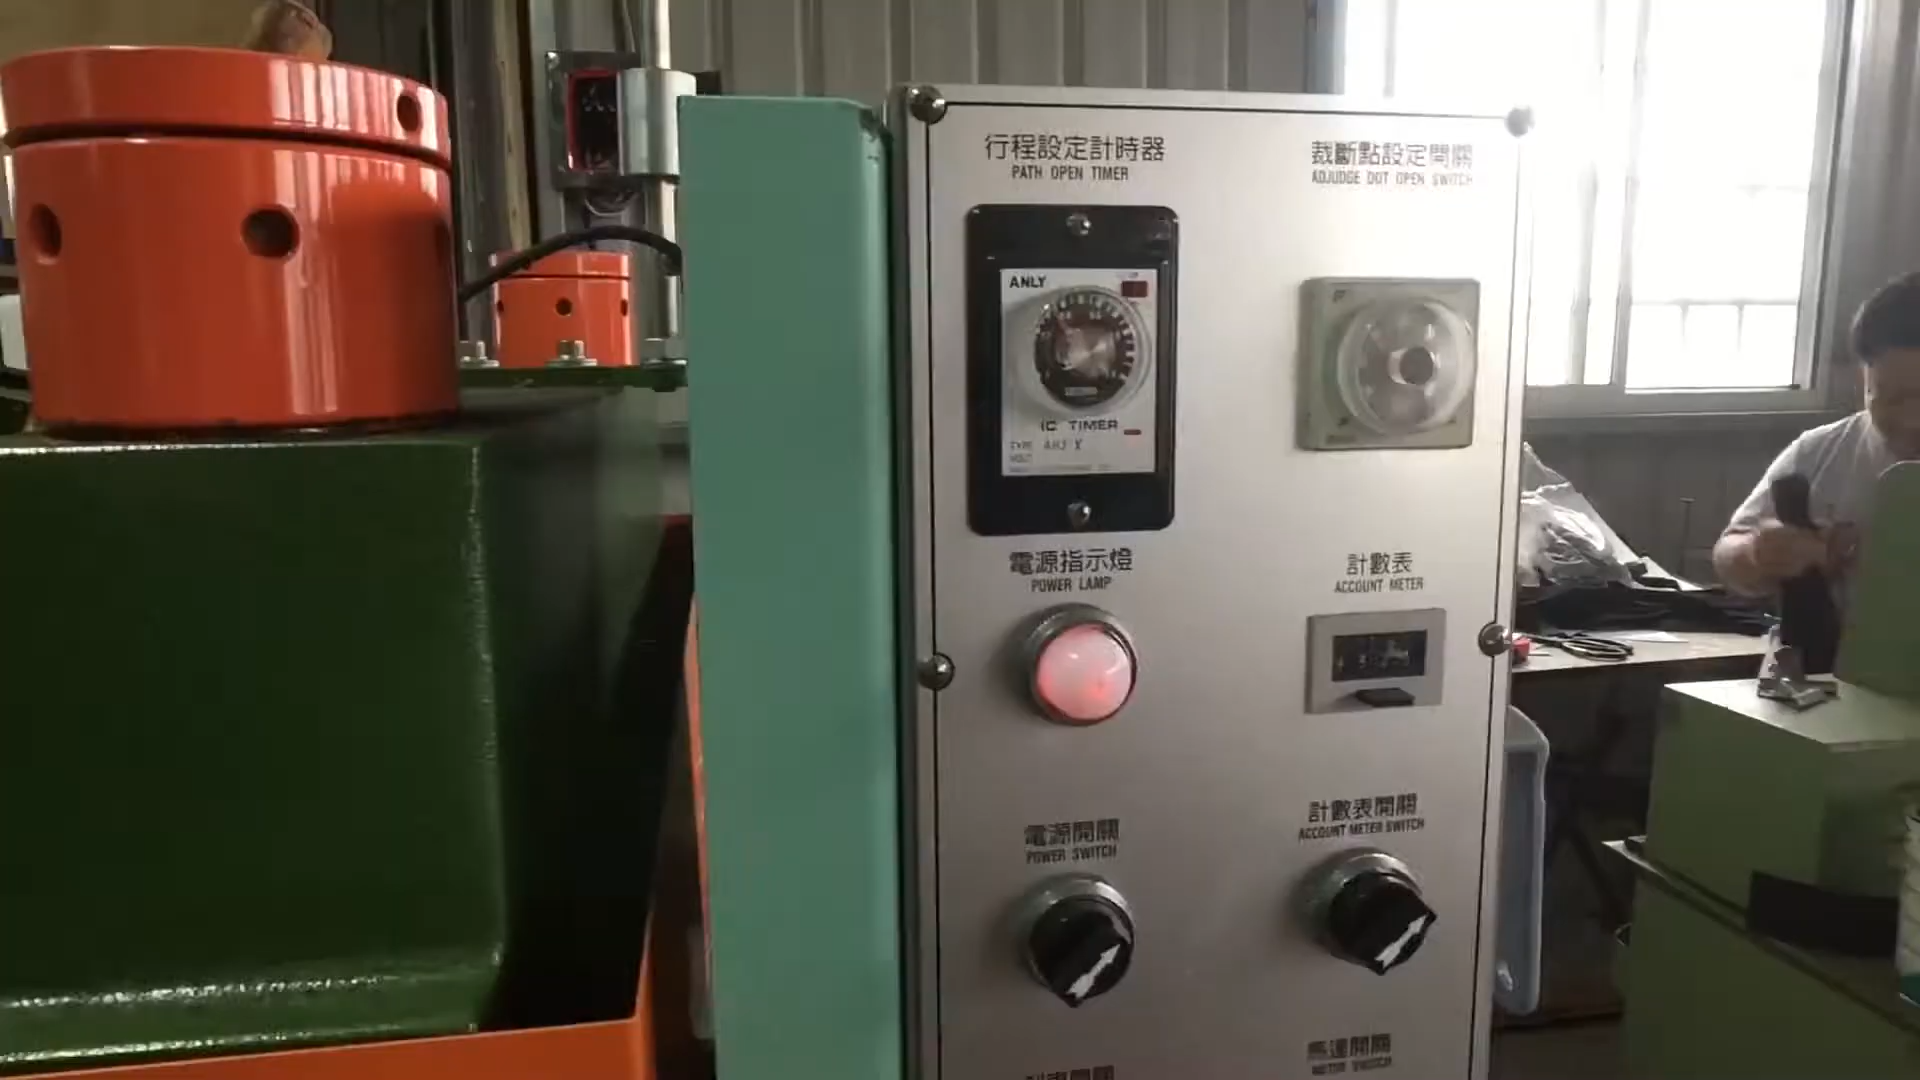 行程設定計時器
PATH OPEN TIMER
裁斷點設定開關
ADJUDGE DOT OPEN SWITCH
ANLY
IC TIMER
電源指示燈
POWER LAMP
計數表
ACCOUNT METER
電源開關
POWER SWITCH
計數表開關
ACCOUNT METER SWITCH
馬達開關